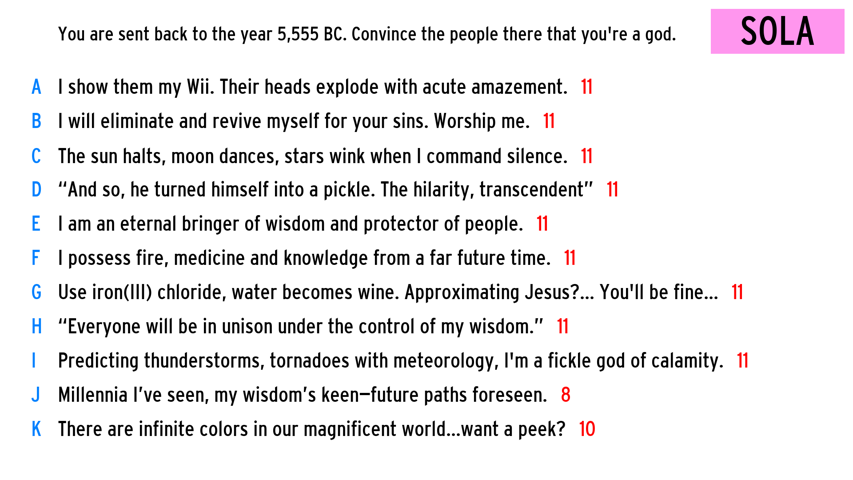 You are sent back to the year 5,555 BC. Convince the people there that you're a god.
SOLA
A I show them my Wii. Their heads explode with acute amazement. 11
B I will eliminate and revive myself for your sins. Worship me. 11
C The sun halts, moon dances, stars wink when I command silence. 11
D “And so, he turned himself into a pickle. The hilarity, transcendent” 11
E I am an eternal bringer of wisdom and protector of people. 11
F I possess fire, medicine and knowledge from a far future time. 11
G Use iron(III) chloride, water becomes wine. Approximating Jesus?... You'll be fine... 11
H “Everyone will be in unison under the control of my wisdom.” 11
I Predicting thunderstorms, tornadoes with meteorology, I'm a fickle god of calamity. 11
J Millennia I’ve seen, my wisdom’s keen—future paths foreseen. 8
K There are infinite colors in our magnificent world...want a peek? 10